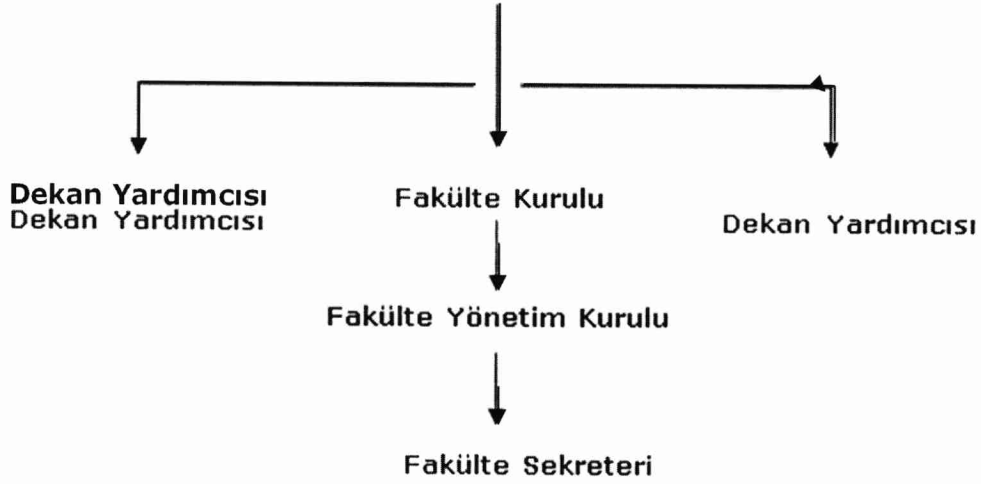 Dekan Yardımcısı
Dekan Yardımcısı
Fakülte Kurulu
Dekan Yardımcısı
Fakülte Yönetim Kurulu
Fakülte Sekreteri